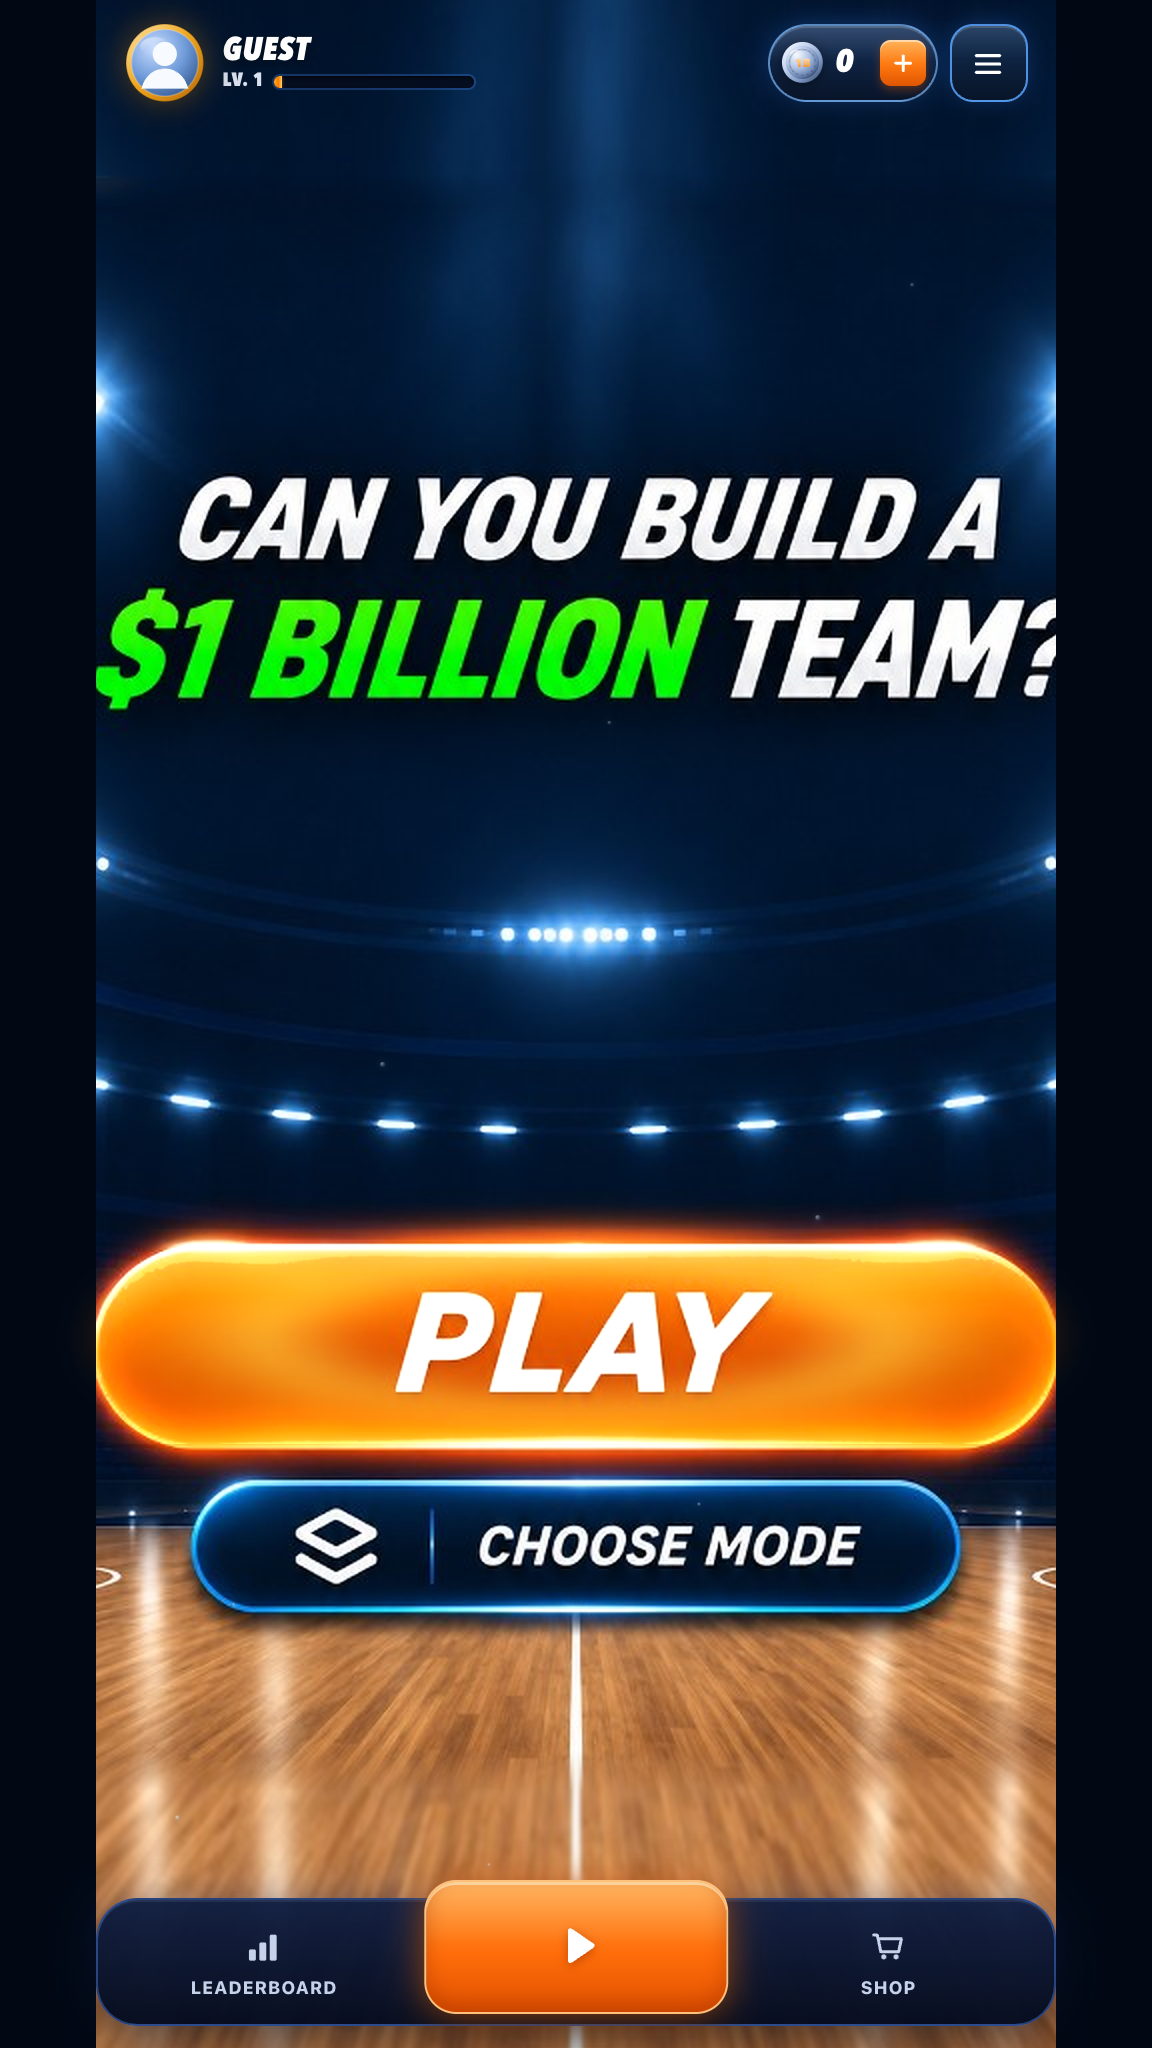 GUEST
LV. 1
0
CAN YOU BUILD A
$1 BILLION TEAM?
PLAY
CHOOSE MODE
LEADERBOARD
SHOP